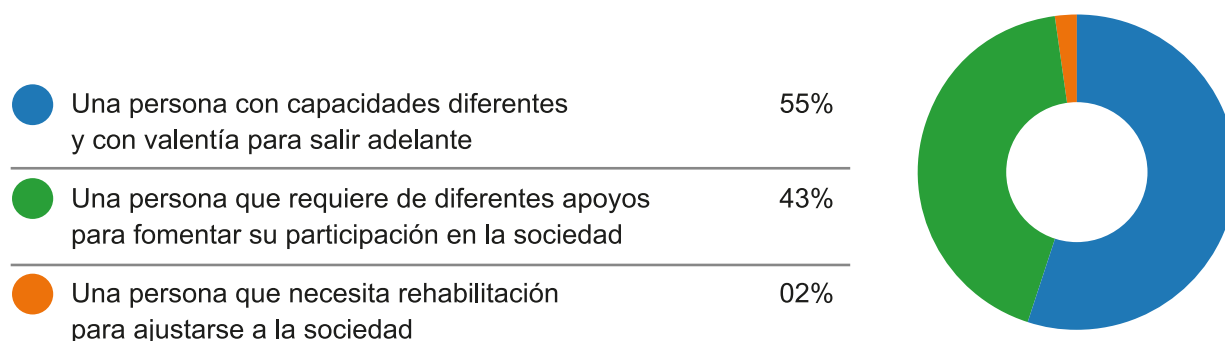 Una persona con capacidades diferentes 55%
y con valentía para salir adelante
Una persona que requiere de diferentes apoyos 43%
para fomentar su participación en la sociedad
Una persona que necesita rehabilitación 02%
para ajustarse a la sociedad